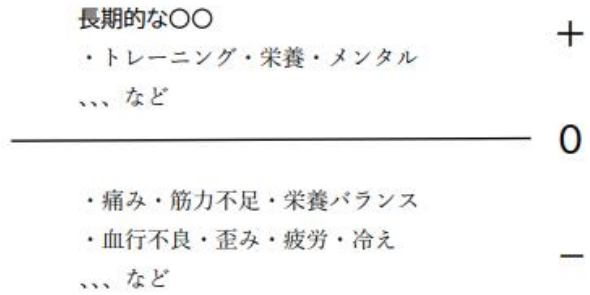 長期的な〇〇
・トレーニング・栄養・メンタル
、、、など
+
0
・痛み・筋力不足・栄養バランス
・血行不良・歪み・疲労・冷え
、、、など
−